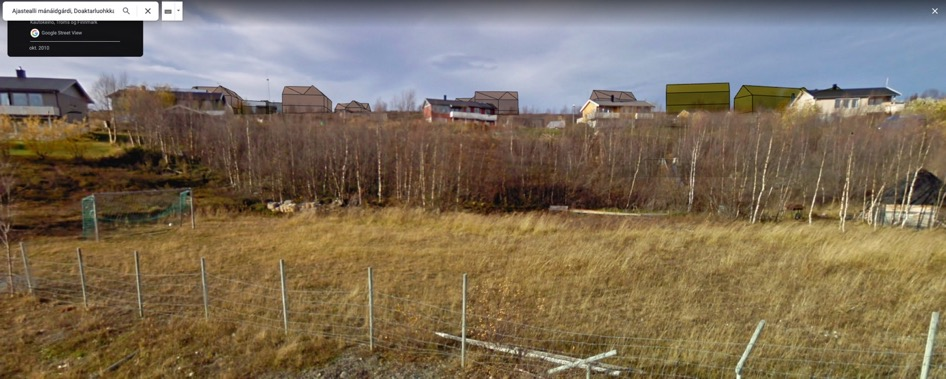 Ajastealli mánáidgárdi, Doaktarluohkká
Kautokeino, Troms og Finnmark
Google Street View
okt. 2010